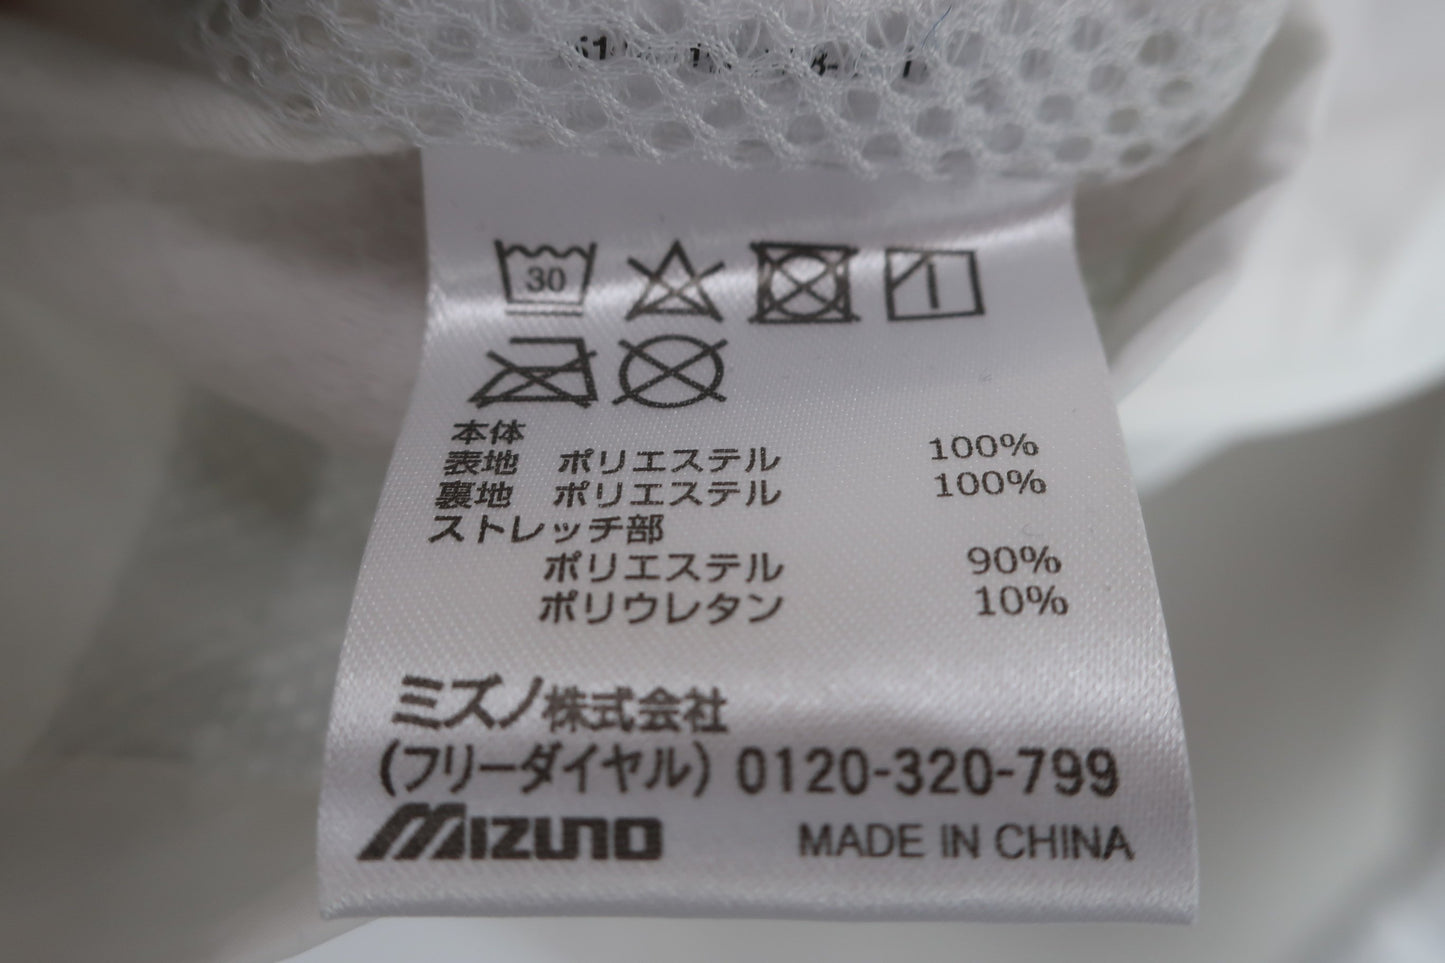 30
本体
表地 ポリエステル 100%
裏地 ポリエステル 100%
ストレッチ部
ポリエステル 90%
ポリウレタン 10%
ミズノ株式会社
(フリーダイヤル) 0120-320-799
MIZUNO MADE IN CHINA